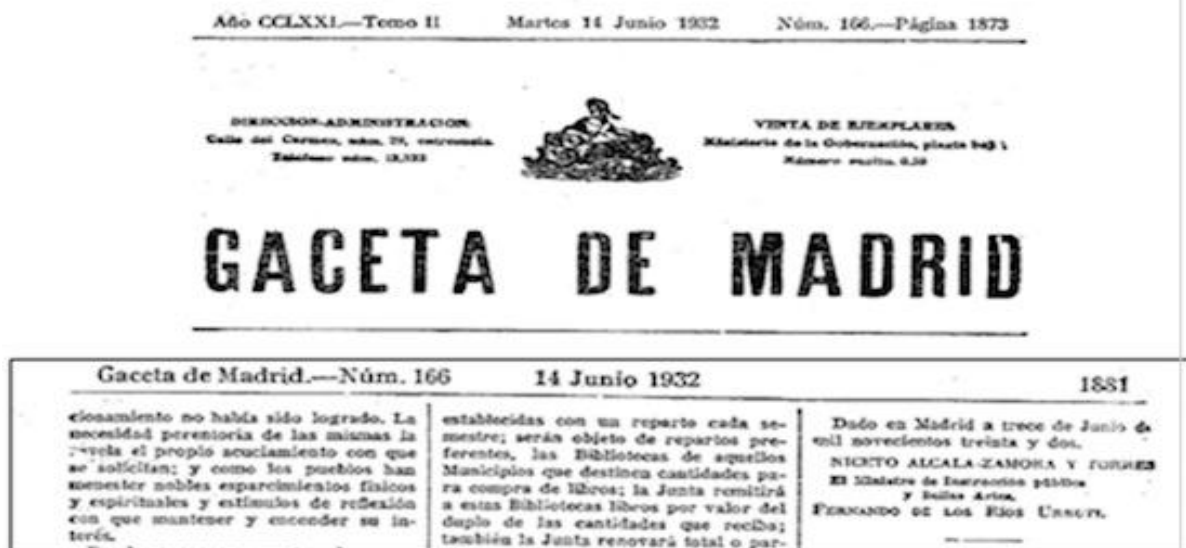 Año CCLXXI.—Tomo II Martes 14 Junio 1932 Núm. 166.—Página 1873
DIRECCION-ADMINISTRACION
Calle del Carmen, núm. 29, entresuelo.
Teléfono núm.
VENTA DE EJEMPLARES
Ministerio de la Gobernación, planta baja
Número suelto, 0,50
GACETA DE MADRID
Gaceta de Madrid.—Núm. 166 14 Junio 1932 1881
cionamiento no había sido logrado. La
necesidad perentoria de las mismas la
revela el propio acuciamiento con que
se solicitan; y como los pueblos han
menester nobles esparcimientos físicos
y espirituales y estímulos de reflexión
con que mantener y encender su in-
terés.
establecidas con un reparto cada se-
mestre; serán objeto de repartos pre-
ferentes, las Bibliotecas de aquellos
Municipios que destinen cantidades pa-
ra compra de libros; la Junta remitirá
a estas Bibliotecas libros por valor del
duplo de las cantidades que reciba;
también la Junta renovará total o par-
Dado en Madrid a trece de Junio de
mil novecientos treinta y dos.
NICETO ALCALA-ZAMORA Y TORRES
El Ministro de Instrucción pública
y Bellas Artes,
FERNANDO DE LOS RÍOS URRUTI.